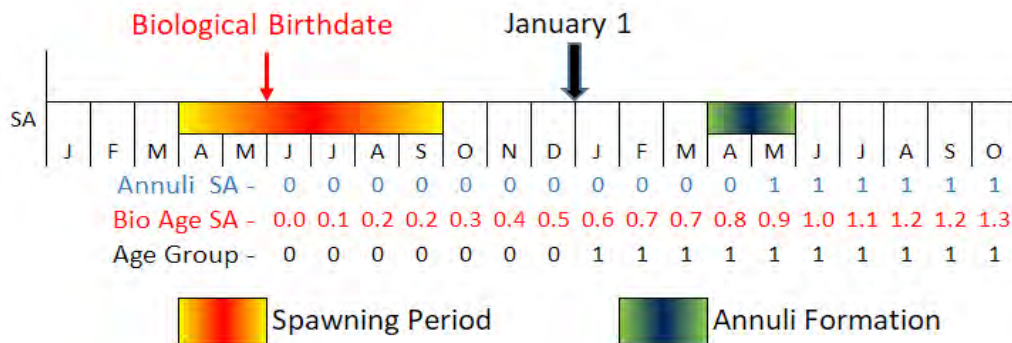 Biological Birthdate January 1
SA
J F M A M J J A S O N D J F M A M J J A S O
Annuli SA - 0 0 0 0 0 0 0 0 0 0 0 1 1 1 1 1 1
Bio Age SA - 0.0 0.1 0.2 0.2 0.3 0.4 0.5 0.6 0.7 0.7 0.8 0.9 1.0 1.1 1.2 1.2 1.3
Age Group - 0 0 0 0 0 0 0 1 1 1 1 1 1 1 1 1 1
Spawning Period Annuli Formation